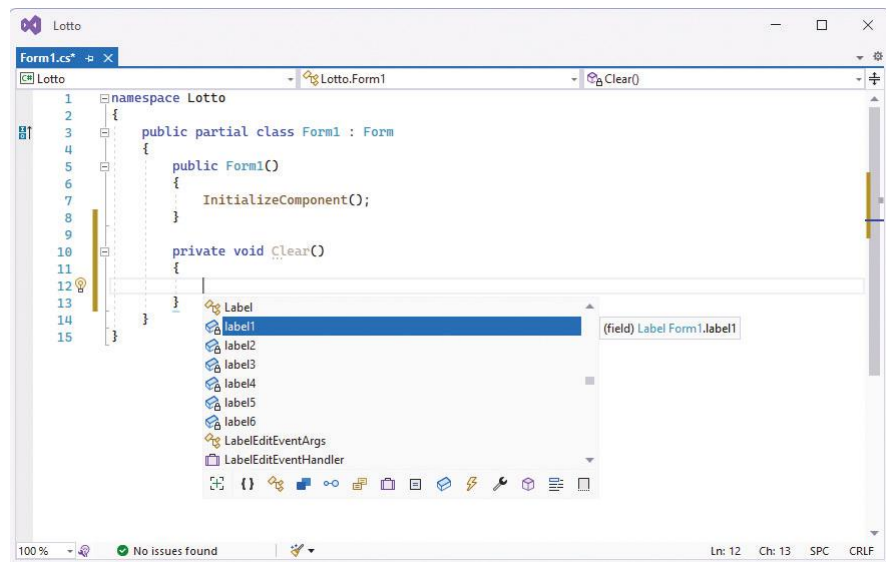 Lotto
Form1.cs*
C# Lotto Lotto.Form1 Clear()
1 namespace Lotto
2 {
3 public partial class Form1 : Form
4 {
5 public Form1()
6 {
7 InitializeComponent();
8 }
9
10 private void Clear()
11 {
12
13 }
14 }
15 }
Label
label1
(field) Label Form1.label1
label2
label3
label4
label5
label6
LabelEditEventArgs
LabelEditEventHandler
100 % No issues found Ln: 12 Ch: 13 SPC CRLF